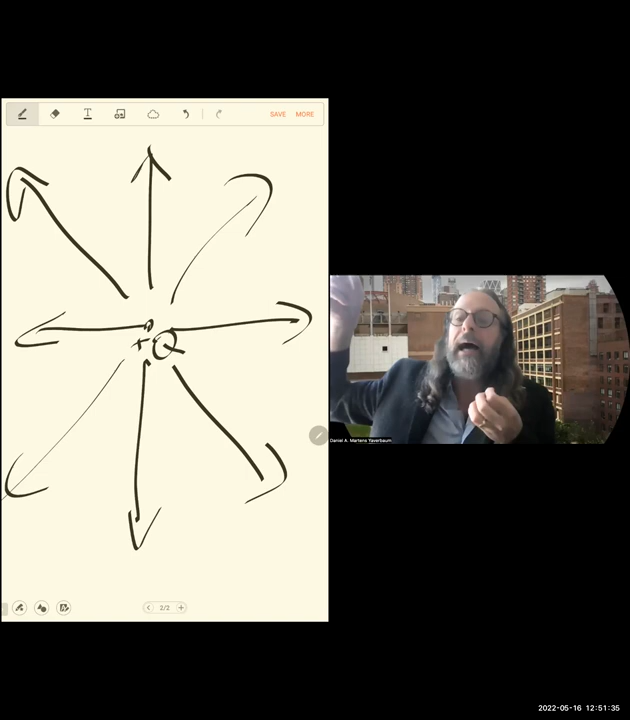 T SAVE MORE
+Q
Daniel A. Martens Yaverbaum
2/2
2022-05-16 12:51:35